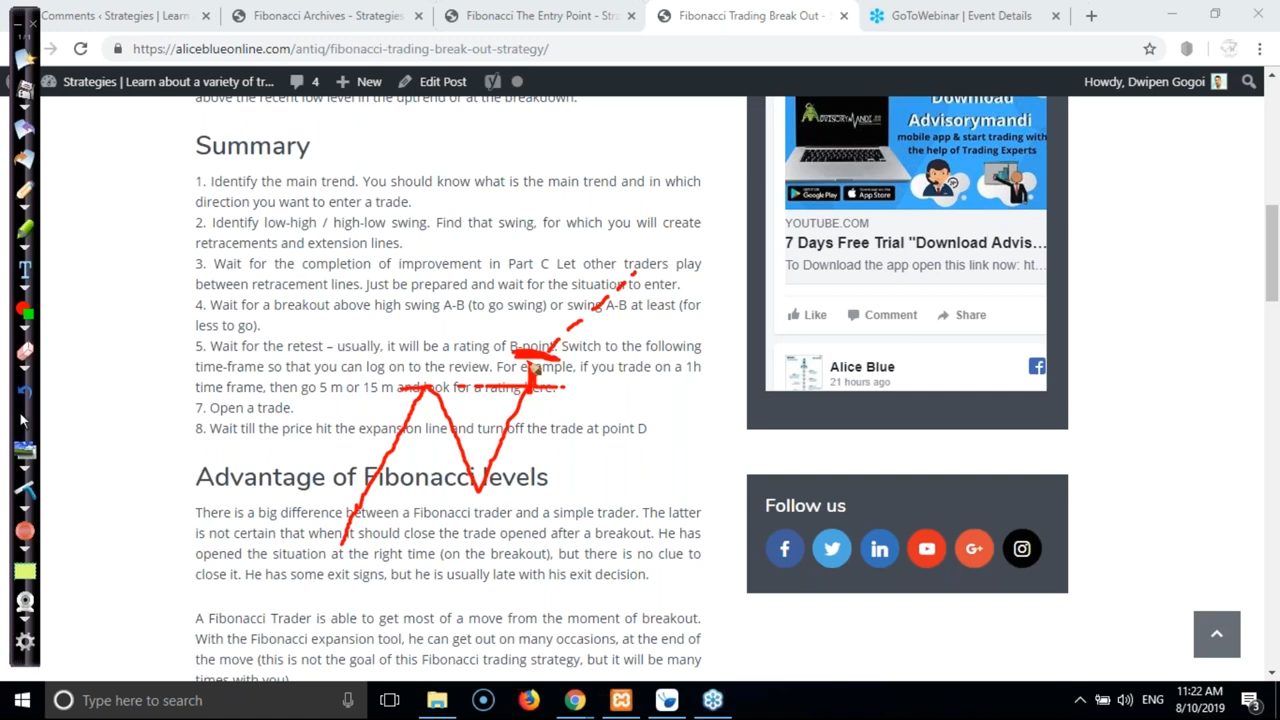 Comments ‹ Strategies | Learn
Fibonacci Archives - Strategies
Fibonacci The Entry Point - Stra
Fibonacci Trading Break Out -
GoToWebinar | Event Details
https://aliceblueonline.com/antiq/fibonacci-trading-break-out-strategy/
Strategies | Learn about a variety of tr... 4 New Edit Post
Howdy, Dwipen Gogoi
1/1
above the recent low level in the uptrend or at the breakdown.
Summary
1. Identify the main trend. You should know what is the main trend and in which
direction you want to enter a trade.
2. Identify low-high / high-low swing. Find that swing, for which you will create
retracements and extension lines.
3. Wait for the completion of improvement in Part C Let other traders play
between retracement lines. Just be prepared and wait for the situation to enter.
4. Wait for a breakout above high swing A-B (to go swing) or swing A-B at least (for
less to go).
5. Wait for the retest – usually, it will be a rating of B-point. Switch to the following
time-frame so that you can log on to the review. For example, if you trade on a 1h
time frame, then go 5 m or 15 m and look for a rating here.
7. Open a trade.
8. Wait till the price hit the expansion line and turn off the trade at point D
Advantage of Fibonacci levels
There is a big difference between a Fibonacci trader and a simple trader. The latter
is not certain that when it should close the trade opened after a breakout. He has
opened the situation at the right time (on the breakout), but there is no clue to
close it. He has some exit signs, but he is usually late with his exit decision.
A Fibonacci Trader is able to get most of a move from the moment of breakout.
With the Fibonacci expansion tool, he can get out on many occasions, at the end of
the move (this is not the goal of this Fibonacci trading strategy, but it will be many
times with you)
Download
Advisorymandi
mobile app & start trading with
the help of Trading Experts
ADVISORYMANDI
Google Play
App Store
YOUTUBE.COM
7 Days Free Trial "Download Advis...
To Download the app open this link now: ht...
Like Comment Share
Alice Blue
21 hours ago
Follow us
Type here to search
ENG
11:22 AM
8/10/2019
3